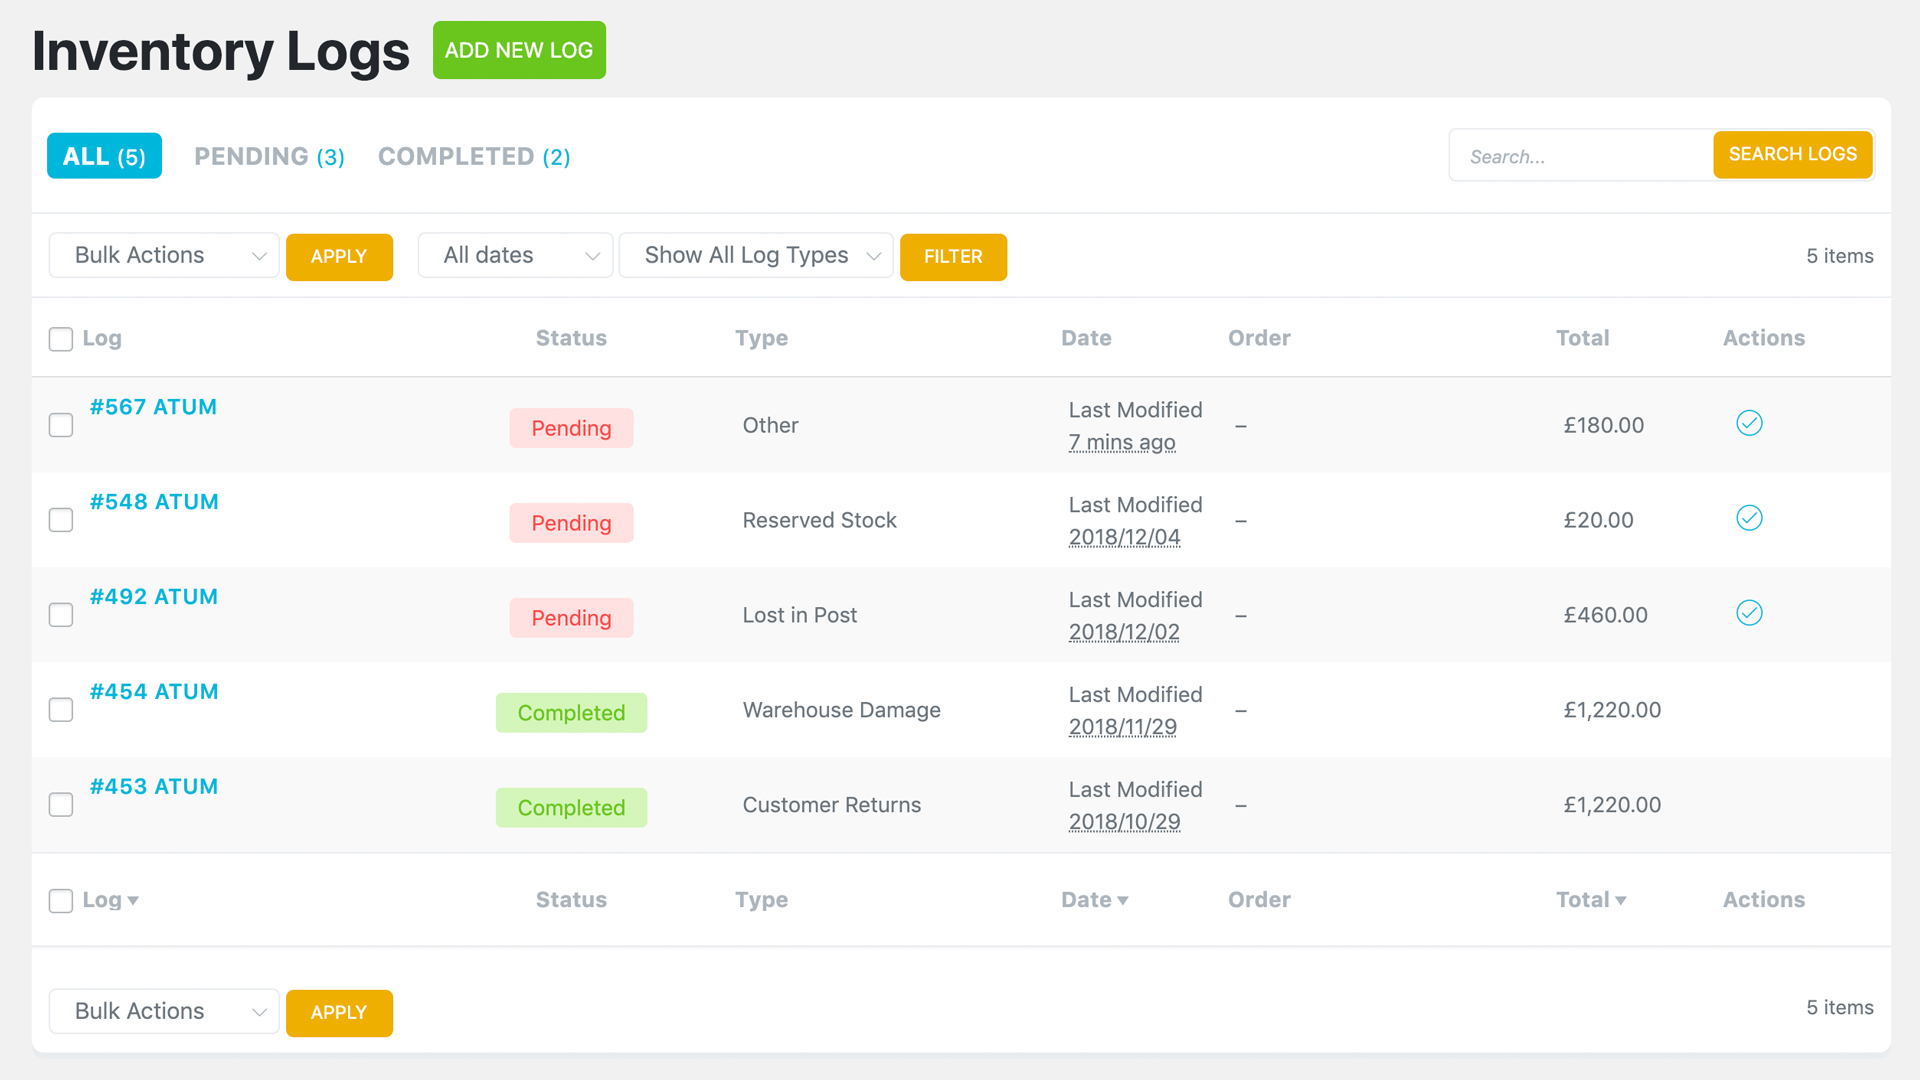 Inventory Logs ADD NEW LOG
ALL (5) PENDING (3) COMPLETED (2) Search... SEARCH LOGS
Bulk Actions APPLY All dates Show All Log Types FILTER 5 items
Log Status Type Date Order Total Actions
#567 ATUM Pending Other Last Modified – £180.00
7 mins ago
#548 ATUM Pending Reserved Stock Last Modified – £20.00
2018/12/04
#492 ATUM Pending Lost in Post Last Modified – £460.00
2018/12/02
#454 ATUM Completed Warehouse Damage Last Modified – £1,220.00
2018/11/29
#453 ATUM Completed Customer Returns Last Modified – £1,220.00
2018/10/29
Log Status Type Date Order Total Actions
Bulk Actions APPLY 5 items